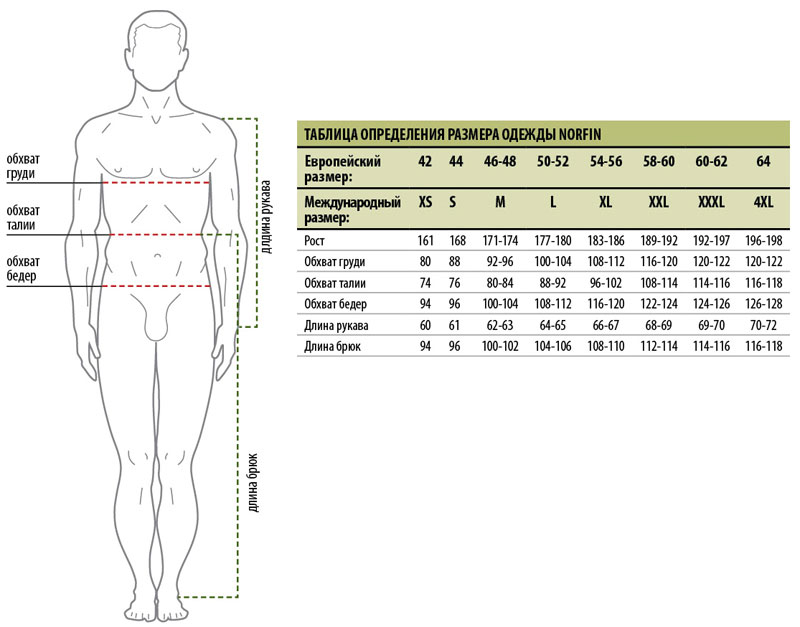 обхват
груди
обхват
талии
обхват
бедер
длдина рукава
длина брюк
ТАБЛИЦА ОПРЕДЕЛЕНИЯ РАЗМЕРА ОДЕЖДЫ NORFIN
Европейский размер: 42 44 46-48 50-52 54-56 58-60 60-62 64
Международный размер: XS S M L XL XXL XXXL 4XL
Рост 161 168 171-174 177-180 183-186 189-192 192-197 196-198
Обхват груди 80 88 92-96 100-104 108-112 116-120 120-122 120-122
Обхват талии 74 76 80-84 88-92 96-102 108-114 114-116 116-118
Обхват бедер 94 96 100-104 108-112 116-120 122-124 124-126 126-128
Длина рукава 60 61 62-63 64-65 66-67 68-69 69-70 70-72
Длина брюк 94 96 100-102 104-106 108-110 112-114 114-116 116-118